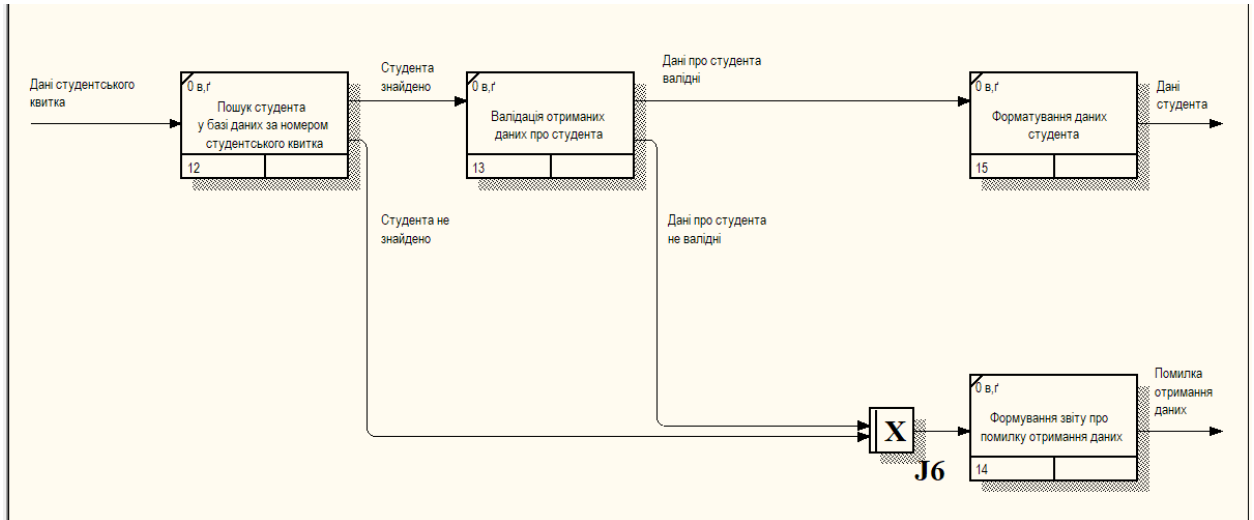 Дані студентського
квитка
0 в,ґ
Пошук студента
у базі даних за номером
студентського квитка
12
Студента
знайдено
0 в,ґ
Валідація отриманих
даних про студента
13
Дані про студента
валідні
0 в,ґ
Форматування даних
студента
15
Дані
студента
Студента не
знайдено
Дані про студента
не валідні
X
J6
0 в,ґ
Формування звіту про
помилку отримання даних
14
Помилка
отримання
даних